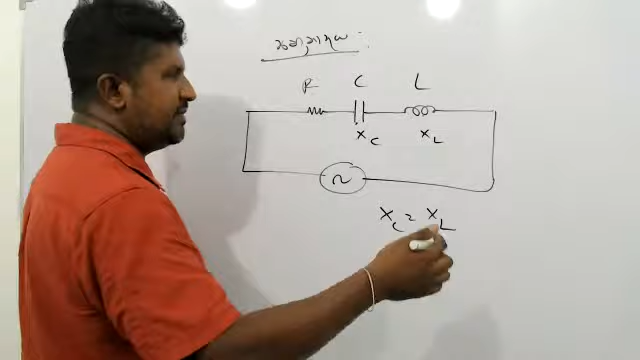 R C L
X_C X_L
~
X_C = X_L